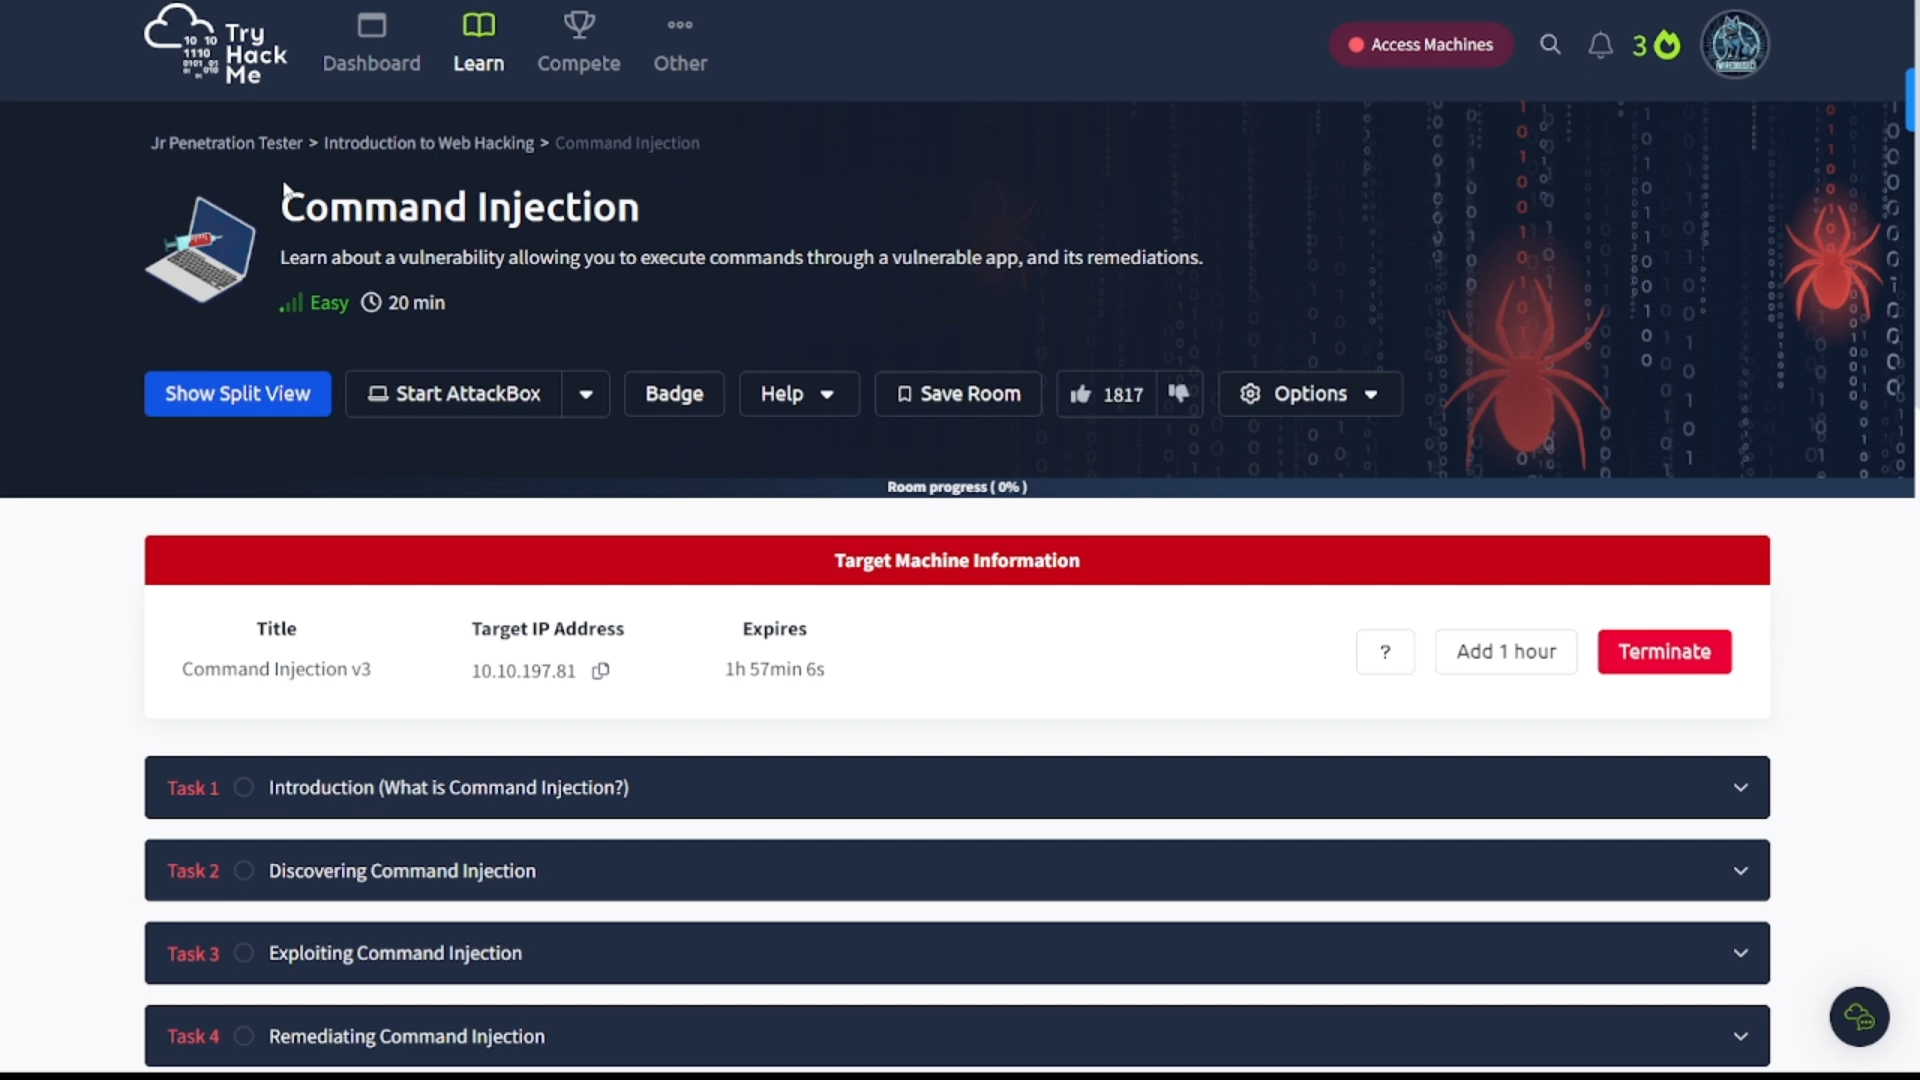 Try
Hack
Me
10 10
1110
0101 01
Dashboard
Learn
Compete
Other
Access Machines
3
Jr Penetration Tester > Introduction to Web Hacking > Command Injection
Command Injection
Learn about a vulnerability allowing you to execute commands through a vulnerable app, and its remediations.
Easy 20 min
Show Split View
Start AttackBox
Badge
Help
Save Room
1817
Options
Room progress ( 0% )
Target Machine Information
Title Target IP Address Expires
Command Injection v3 10.10.197.81 1h 57min 6s
?
Add 1 hour
Terminate
Task 1 Introduction (What is Command Injection?)
Task 2 Discovering Command Injection
Task 3 Exploiting Command Injection
Task 4 Remediating Command Injection